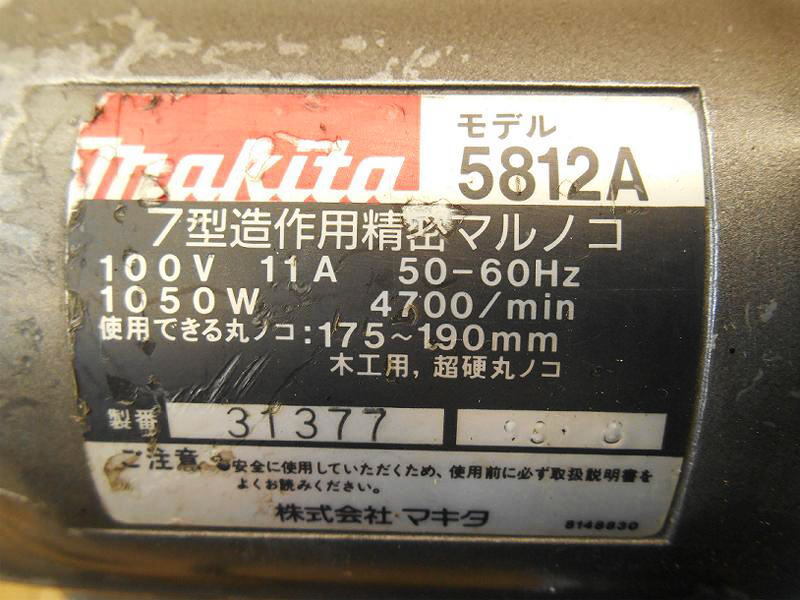 makita
モデル
5812A
7型造作用精密マルノコ
100V 11A 50-60Hz
1050W 4700/min
使用できる丸ノコ:175~190mm
木工用,超硬丸ノコ
製番 31377
ご注意 ●安全に使用していただくため、使用前に必ず取扱説明書を
よくお読みください。
株式会社 マキタ
8148830